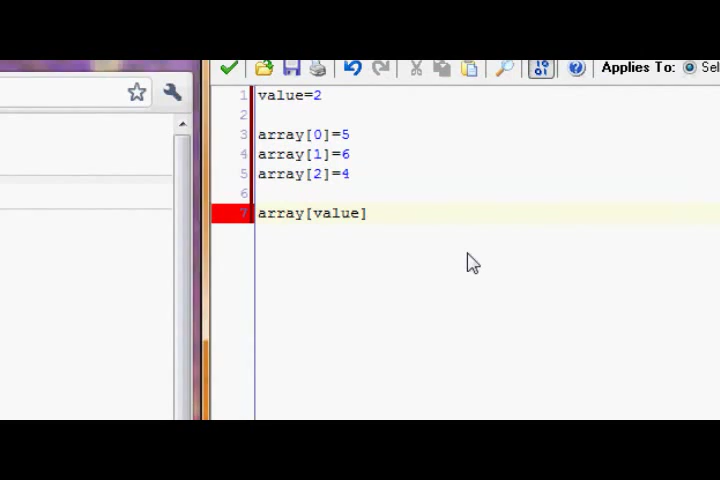 Applies To: Sel
1 value=2
2
3 array[0]=5
4 array[1]=6
5 array[2]=4
6
7 array[value]